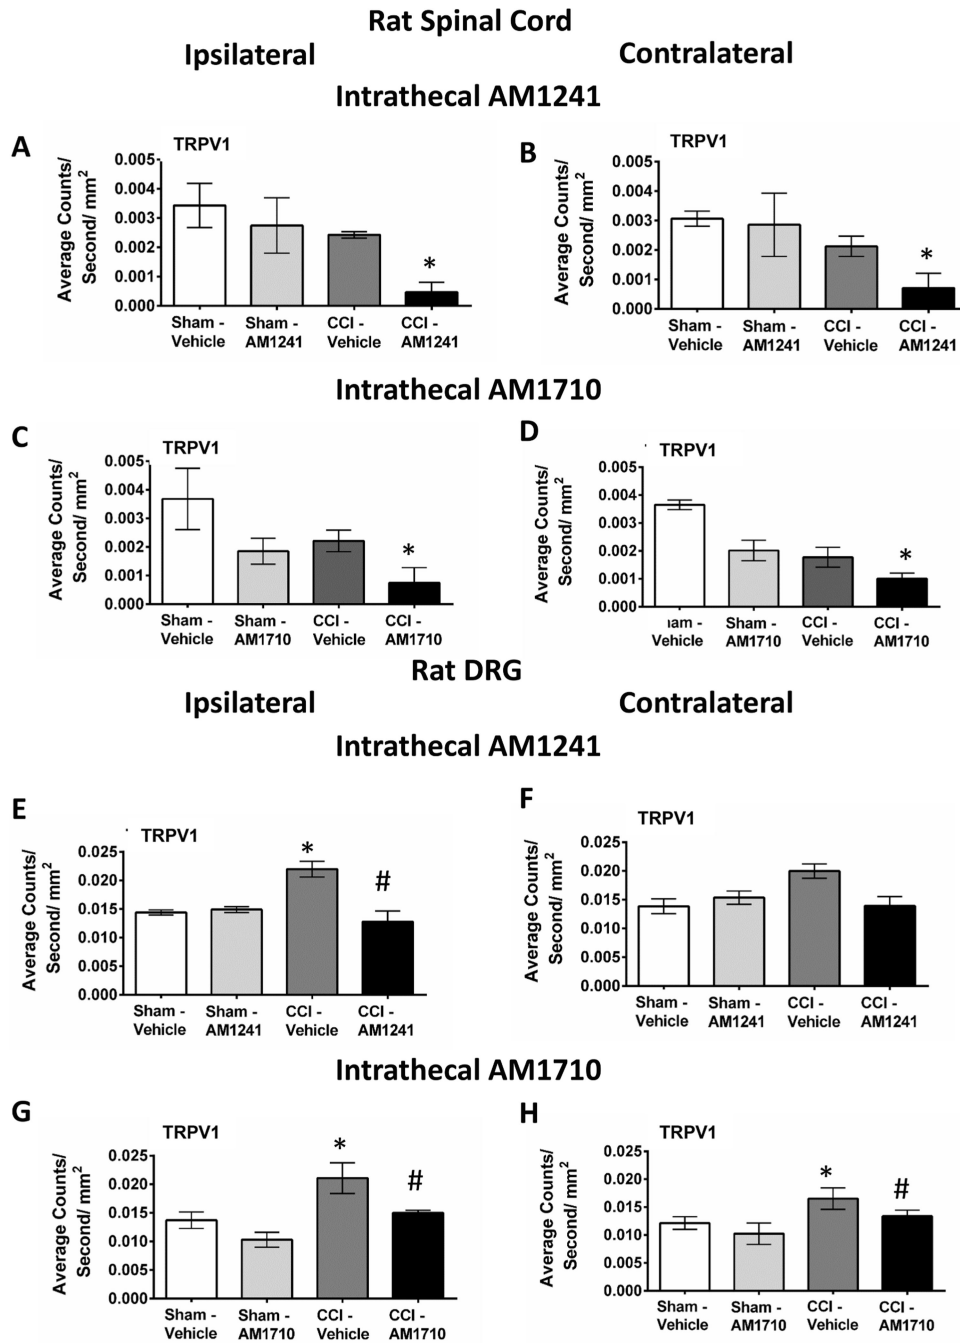 Rat Spinal Cord
Ipsilateral
Contralateral
Intrathecal AM1241
A
TRPV1
Average Counts/
Second/ mm2
0.005
0.004
0.003
0.002
0.001
0.000
*
Sham -
Vehicle
Sham -
AM1241
CCI -
Vehicle
CCI -
AM1241
B
TRPV1
Average Counts/
Second/ mm2
0.005
0.004
0.003
0.002
0.001
0.000
*
Sham -
Vehicle
Sham -
AM1241
CCI -
Vehicle
CCI -
AM1241
Intrathecal AM1710
C
TRPV1
Average Counts/
Second/ mm2
0.005
0.004
0.003
0.002
0.001
0.000
*
Sham -
Vehicle
Sham -
AM1710
CCI -
Vehicle
CCI -
AM1710
D
TRPV1
Average Counts/
Second/ mm2
0.005
0.004
0.003
0.002
0.001
0.000
*
ıam -
Vehicle
Sham -
AM1710
CCI -
Vehicle
CCI -
AM1710
Rat DRG
Ipsilateral
Contralateral
Intrathecal AM1241
E
TRPV1
Average Counts/
Second/ mm2
0.025
0.020
0.015
0.010
0.005
0.000
*
#
Sham -
Vehicle
Sham -
AM1241
CCI -
Vehicle
CCI -
AM1241
F
TRPV1
Average Counts/
Second/ mm2
0.025
0.020
0.015
0.010
0.005
0.000
Sham -
Vehicle
Sham -
AM1241
CCI -
Vehicle
CCI -
AM1241
Intrathecal AM1710
G
TRPV1
Average Counts/
Second/ mm2
0.025
0.020
0.015
0.010
0.005
0.000
*
#
Sham -
Vehicle
Sham -
AM1710
CCI -
Vehicle
CCI -
AM1710
H
TRPV1
Average Counts/
Second/ mm2
0.025
0.020
0.015
0.010
0.005
0.000
*
#
Sham -
Vehicle
Sham -
AM1710
CCI -
Vehicle
CCI -
AM1710